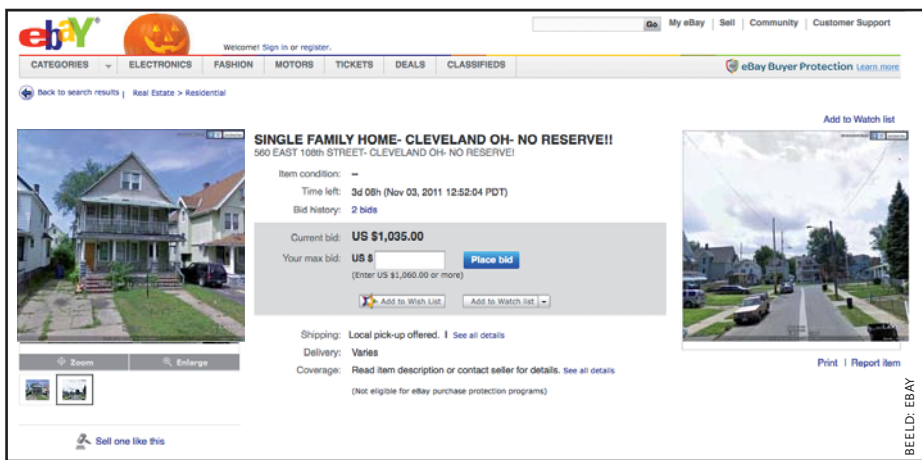 ebaY
Go My eBay | Sell | Community | Customer Support
Welcome! Sign in or register.
CATEGORIES ELECTRONICS FASHION MOTORS TICKETS DEALS CLASSIFIEDS
eBay Buyer Protection Learn more
Back to search results | Real Estate > Residential
Add to Watch list
SINGLE FAMILY HOME- CLEVELAND OH- NO RESERVE!!
560 EAST 108th STREET- CLEVELAND OH- NO RESERVE!
Item condition: --
Time left: 3d 08h (Nov 03, 2011 12:52:04 PDT)
Bid history: 2 bids
Current bid: US $1,035.00
Your max bid: US $ Place bid
(Enter US $1,060.00 or more)
Add to Wish List Add to Watch list
Shipping: Local pick-up offered. | See all details
Delivery: Varies
Coverage: Read item description or contact seller for details. See all details
(Not eligible for eBay purchase protection programs)
Zoom Enlarge
Print | Report item
Sell one like this
BEELD: EBAY